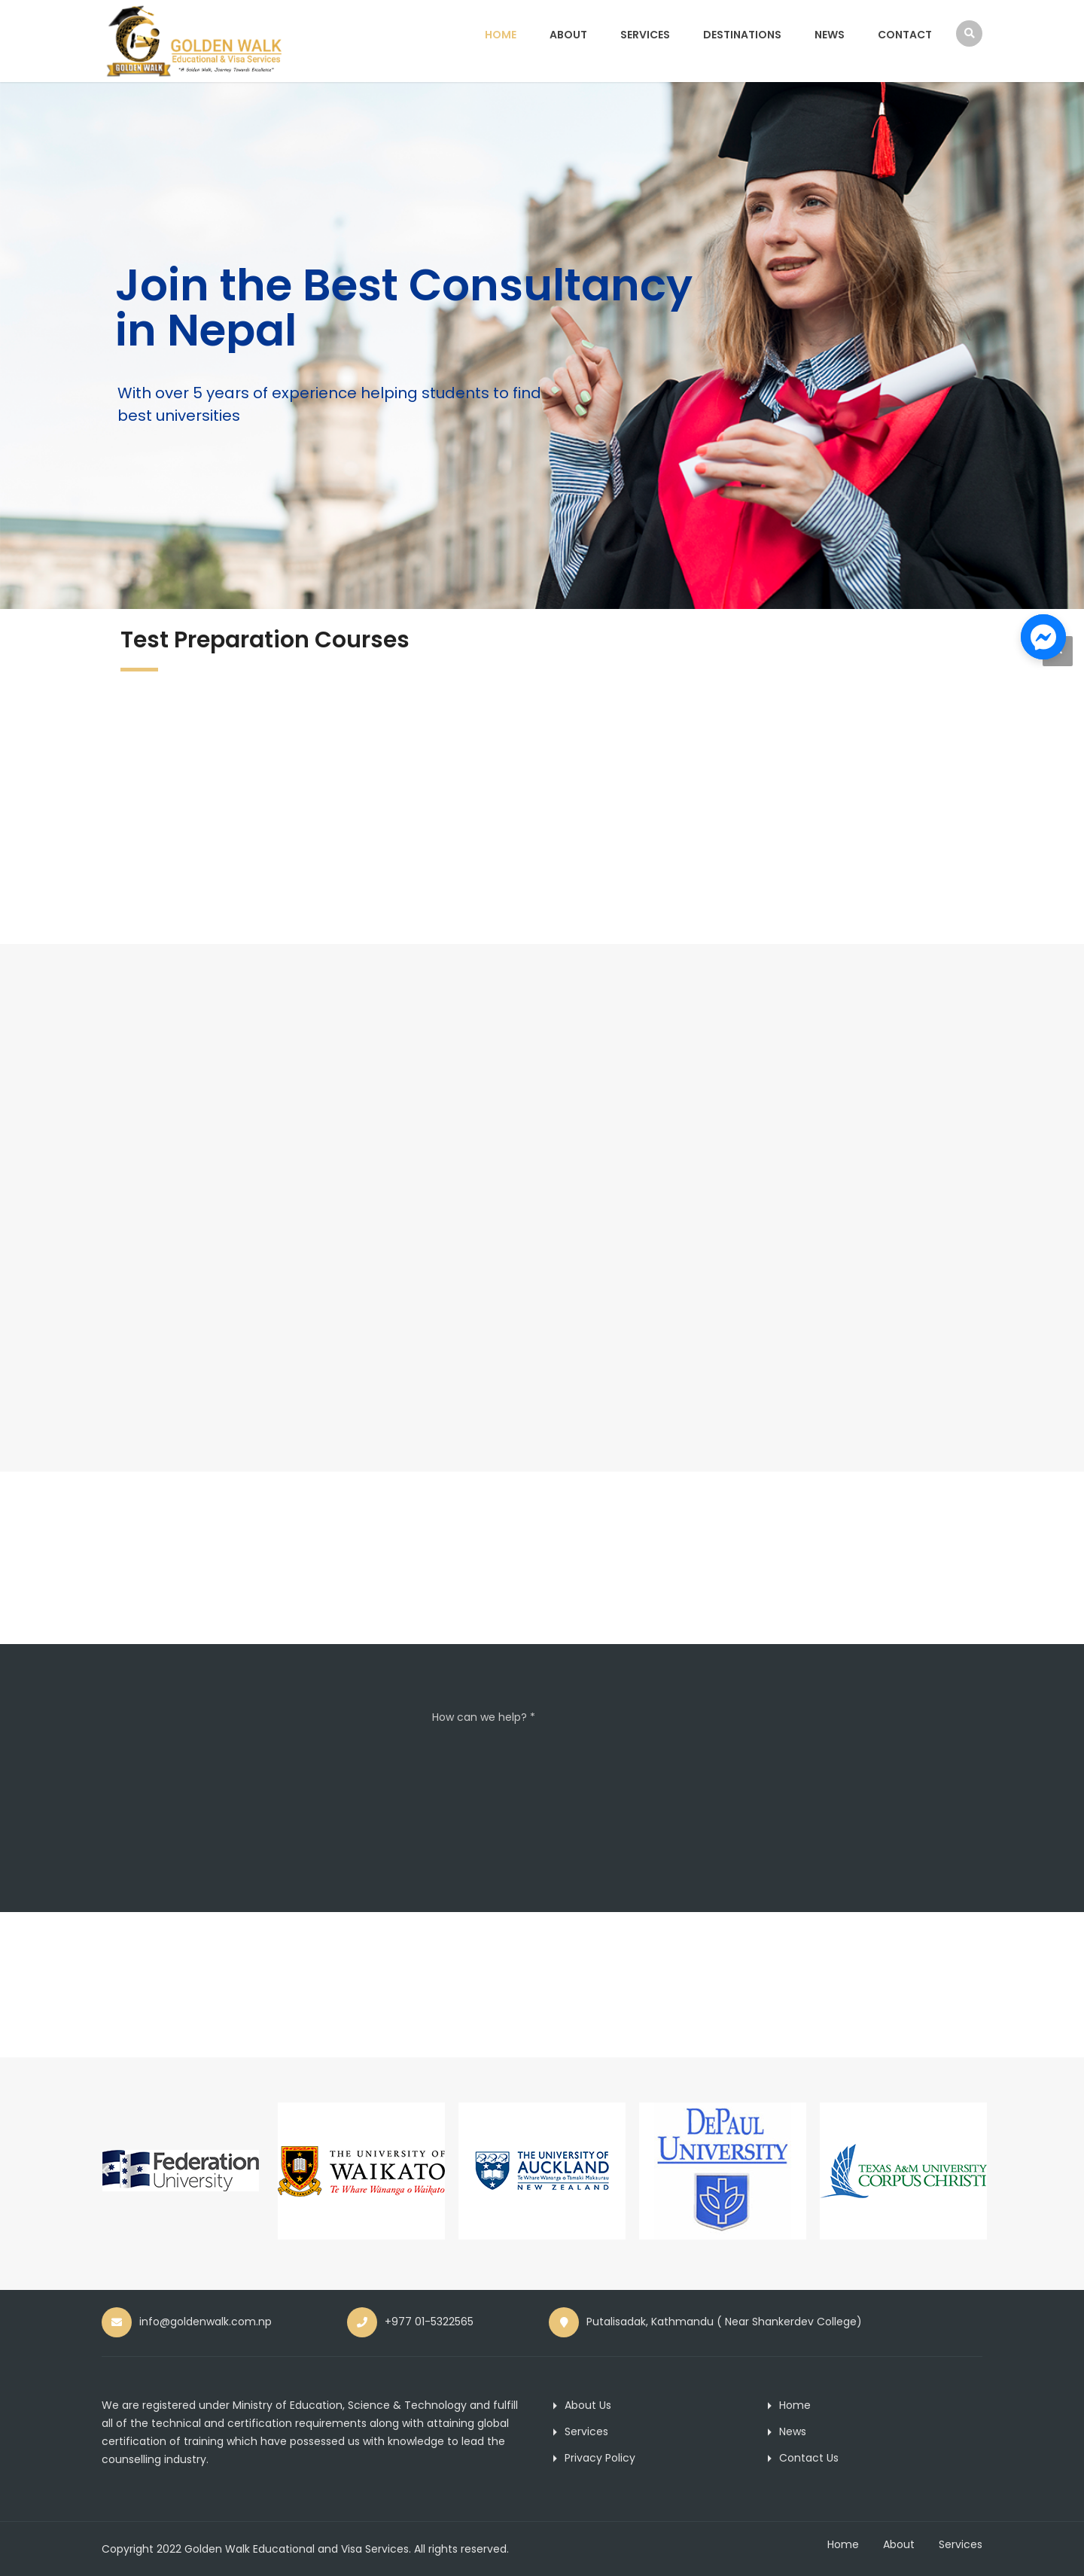 GOLDEN WALK
Educational & Visa Services
"A Golden Walk, Journey Towards Excellence"
GOLDEN WALK
HOME
ABOUT
SERVICES
DESTINATIONS
NEWS
CONTACT
Join the Best Consultancy
in Nepal
With over 5 years of experience helping students to find
best universities
Test Preparation Courses
How can we help? *
Federation
University
THE UNIVERSITY OF
WAIKATO
Te Whare Wānanga o Waikato
THE UNIVERSITY OF
AUCKLAND
Te Whare Wānanga o Tāmaki Makaurau
NEW ZEALAND
DEPAUL
UNIVERSITY
TEXAS A&M UNIVERSITY
CORPUS CHRISTI
info@goldenwalk.com.np
+977 01-5322565
Putalisadak, Kathmandu ( Near Shankerdev College)
We are registered under Ministry of Education, Science & Technology and fulfill
all of the technical and certification requirements along with attaining global
certification of training which have possessed us with knowledge to lead the
counselling industry.
About Us
Services
Privacy Policy
Home
News
Contact Us
Copyright 2022 Golden Walk Educational and Visa Services. All rights reserved.
Home
About
Services